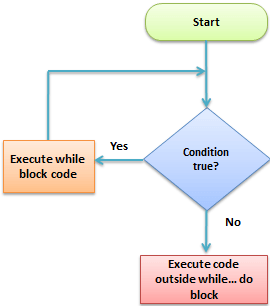 Start
Yes
Execute while
block code
Condition
true?
No
Execute code
outside while... do
block